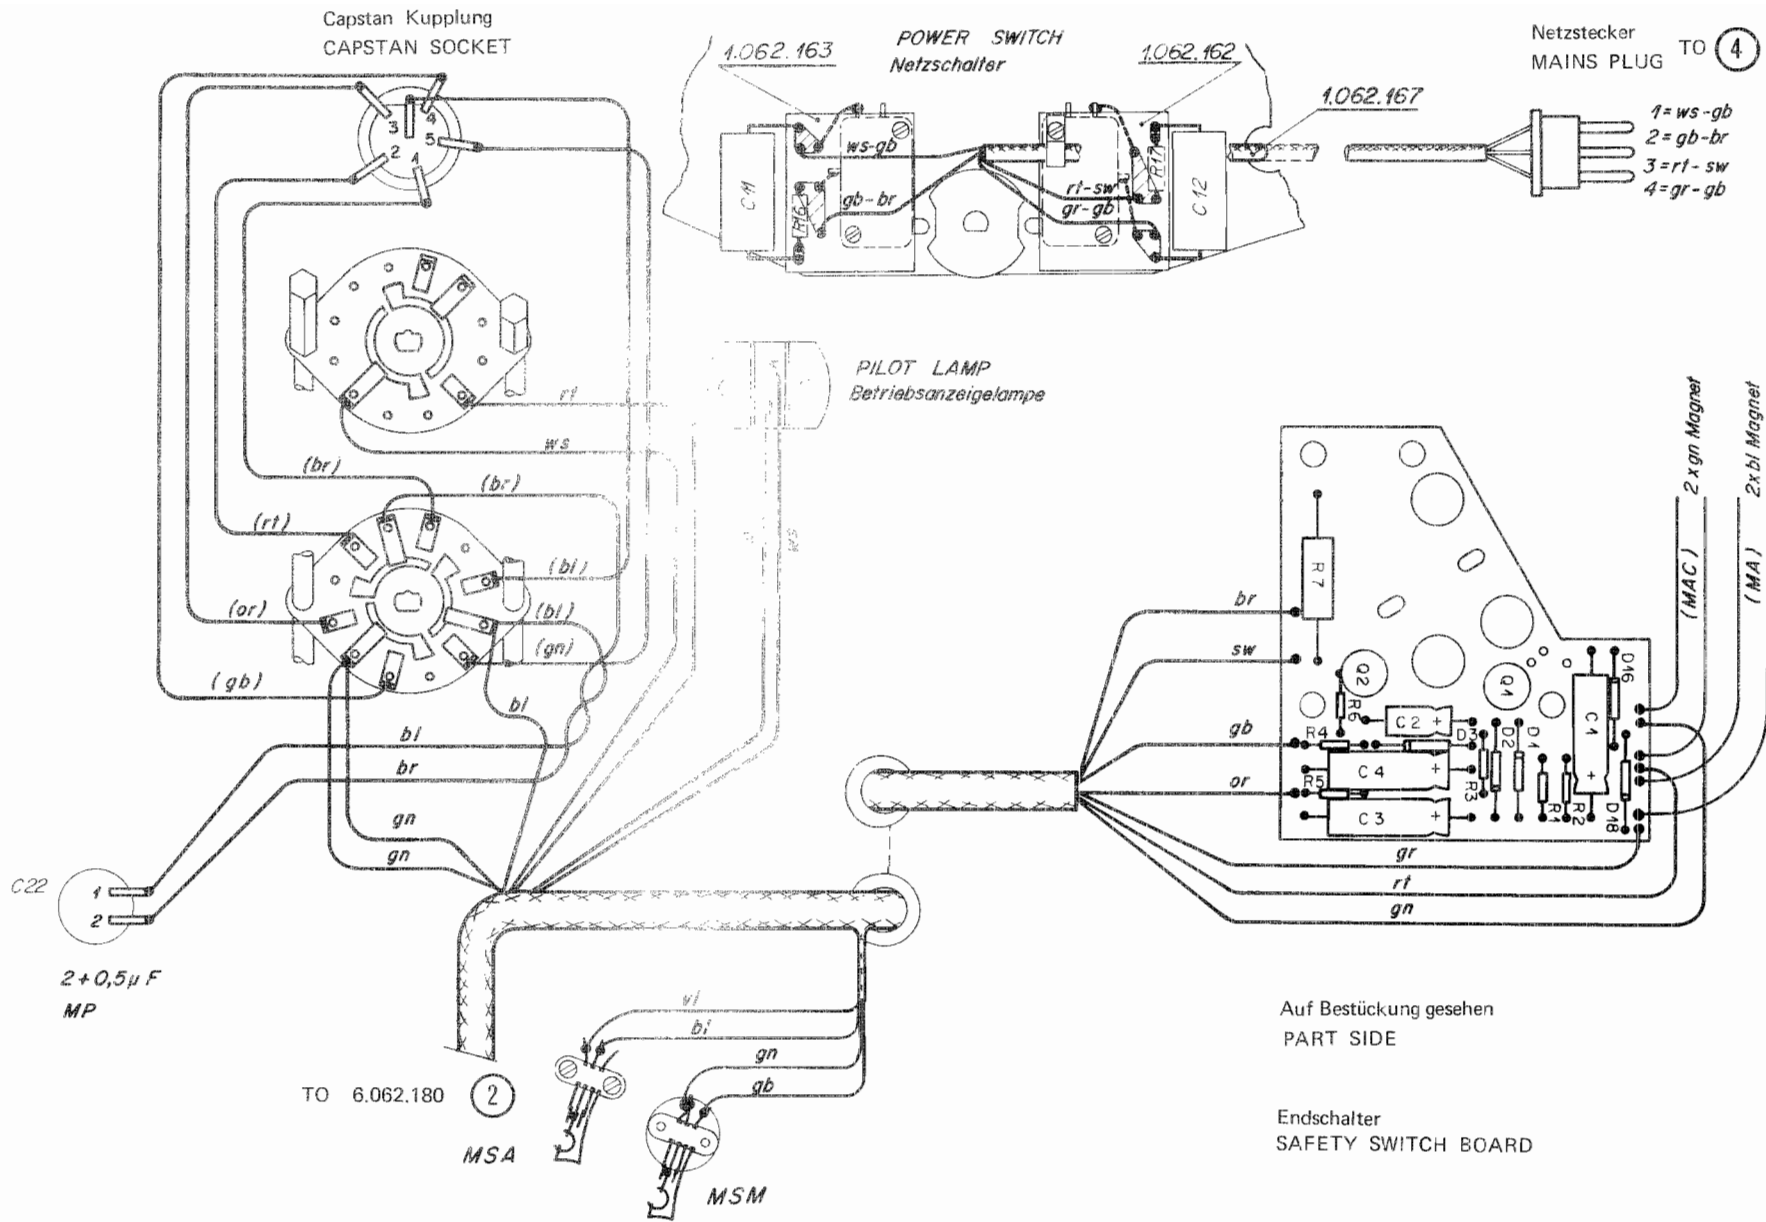 Capstan Kupplung
CAPSTAN SOCKET
3
4
5
2
1
1.062.163
POWER SWITCH
Netzschalter
1.062.162
1.062.167
ws-gb
gb-br
rt-sw
gr-gb
C11
R16
R17
C12
Netzstecker
MAINS PLUG
TO 4
1=ws-gb
2=gb-br
3=rt-sw
4=gr-gb
rt
ws
PILOT LAMP
Betriebsanzeigelampe
ws
(br)
(br)
(rt)
(bl)
(or)
(bl)
(gn)
(gb)
bl
bl
br
gn
gn
C22
1
2
2+0,5µF
MP
TO 6.062.180 2
vl
bl
gn
gb
MSA
MSM
br
sw
gb
or
gr
rt
gn
R7
Q2
R6
Q1
D16
C2 +
R4
D3
D2
D1
C1
+
C4 +
R5
R3
C3 +
R1
R2
D18
(MAC) 2xgn Magnet
(MA) 2xbl Magnet
Auf Bestückung gesehen
PART SIDE
Endschalter
SAFETY SWITCH BOARD